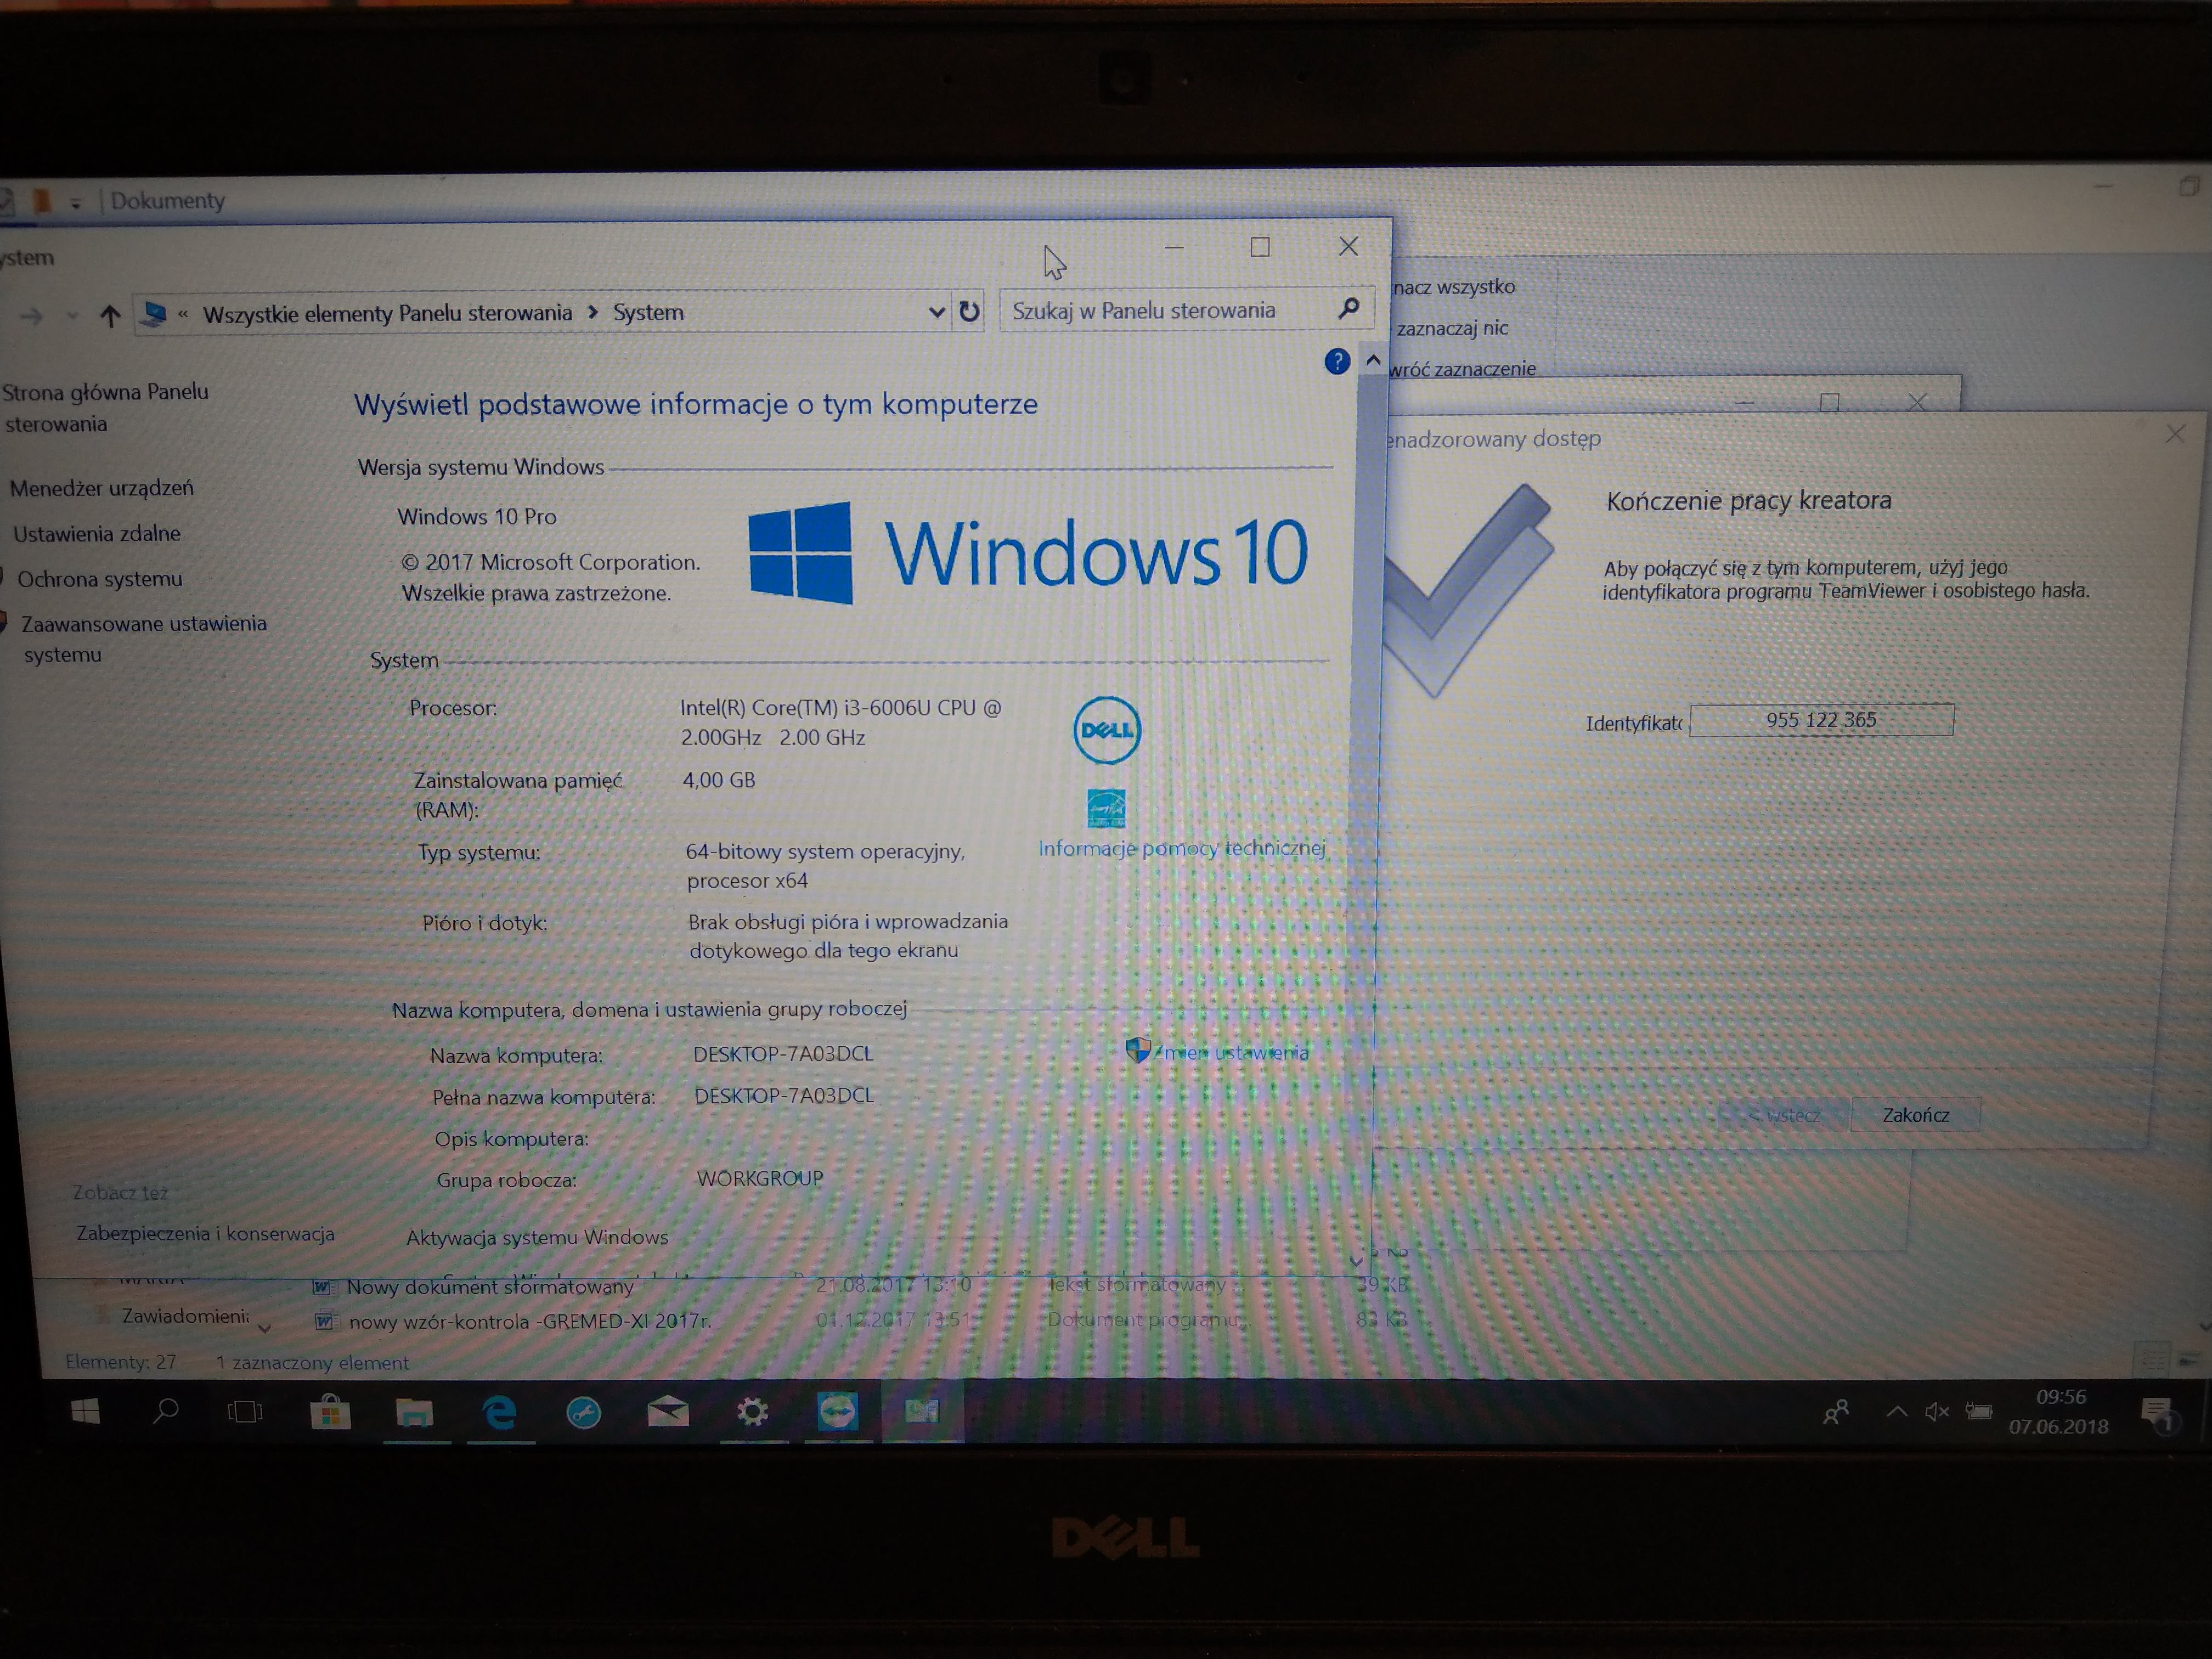 Dokumenty
ystem
« Wszystkie elementy Panelu sterowania > System
Szukaj w Panelu sterowania
Strona główna Panelu
sterowania
Menedżer urządzeń
Ustawienia zdalne
Ochrona systemu
Zaawansowane ustawienia
systemu
Zobacz też
Zabezpieczenia i konserwacja
Wyświetl podstawowe informacje o tym komputerze
Wersja systemu Windows
Windows 10 Pro
© 2017 Microsoft Corporation.
Wszelkie prawa zastrzeżone.
Windows 10
System
Procesor: Intel(R) Core(TM) i3-6006U CPU @
2.00GHz 2.00 GHz
Zainstalowana pamięć 4,00 GB
(RAM):
Typ systemu: 64-bitowy system operacyjny,
procesor x64
Pióro i dotyk: Brak obsługi pióra i wprowadzania
dotykowego dla tego ekranu
DELL
Informacje pomocy technicznej
Nazwa komputera, domena i ustawienia grupy roboczej
Nazwa komputera: DESKTOP-7A03DCL
Zmień ustawienia
Pełna nazwa komputera: DESKTOP-7A03DCL
Opis komputera:
Grupa robocza: WORKGROUP
Aktywacja systemu Windows
nacz wszystko
zaznaczaj nic
wróć zaznaczenie
enadzorowany dostęp
Kończenie pracy kreatora
Aby połączyć się z tym komputerem, użyj jego
identyfikatora programu TeamViewer i osobistego hasła.
Identyfikato 955 122 365
< wstecz Zakończ
KB
Nowy dokument sformatowany 21.08.2017 13:10 Tekst sformatowany ... 39 KB
Zawiadomieni
nowy wzór-kontrola -GREMED-XI 2017r. 01.12.2017 13:51 Dokument programu... 83 KB
Elementy: 27 1 zaznaczony element
09:56
07.06.2018
1
DELL